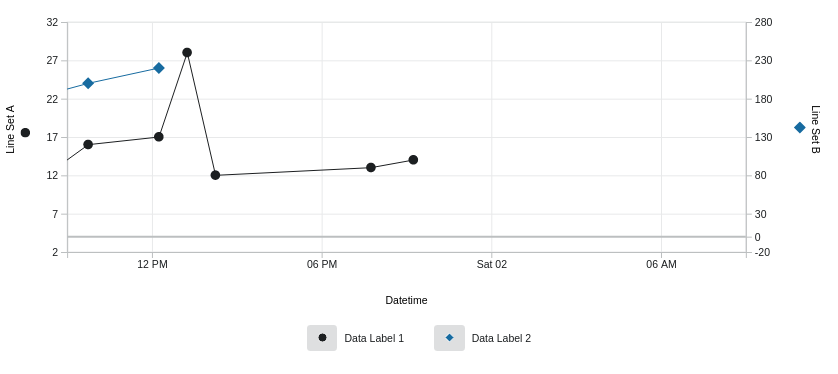 32
27
22
17
12
7
2
Line Set A
280
230
180
130
80
30
0
-20
Line Set B
12 PM
06 PM
Sat 02
06 AM
Datetime
Data Label 1
Data Label 2